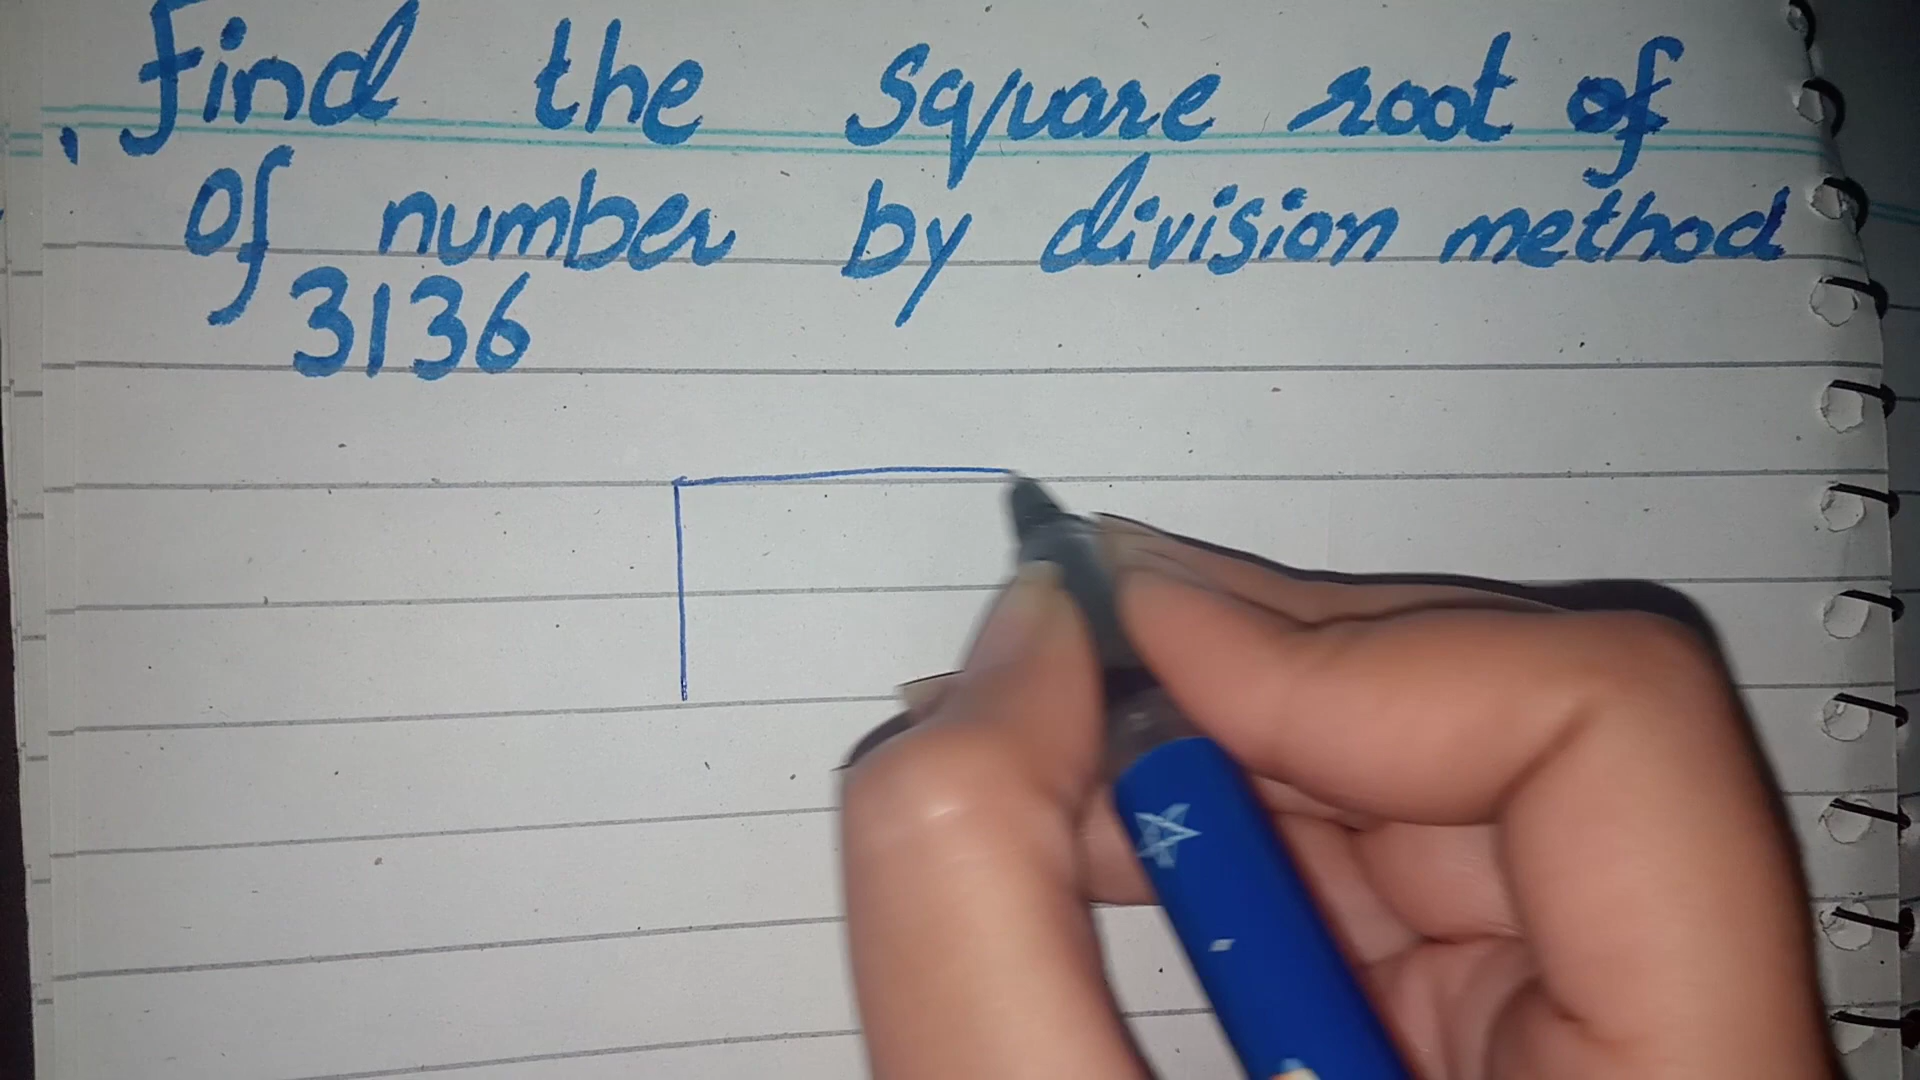 Find the square root of
of number by division method
3136